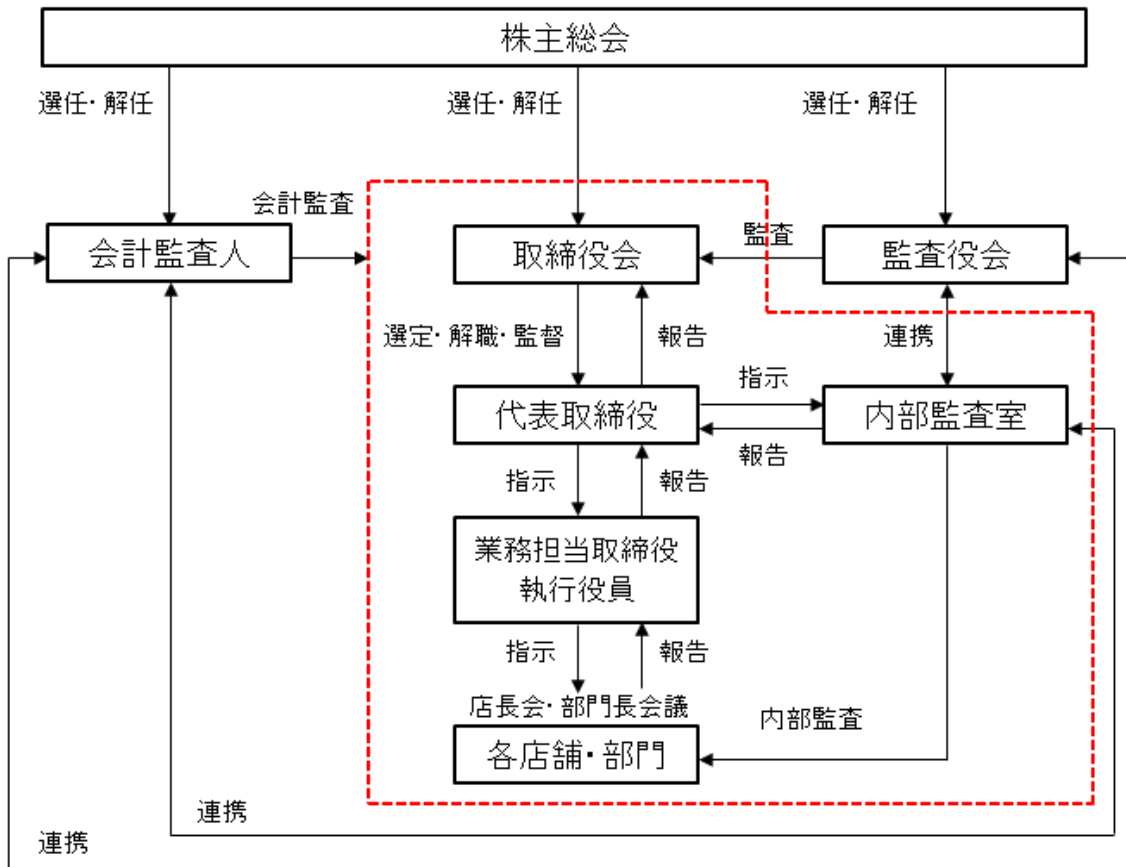 株主総会
選任・解任
選任・解任
選任・解任
会計監査
会計監査人
取締役会
監査
監査役会
選定・解職・監督
報告
連携
指示
代表取締役
内部監査室
報告
指示
報告
業務担当取締役
執行役員
指示
報告
店長会・部門長会議
内部監査
各店舗・部門
連携
連携